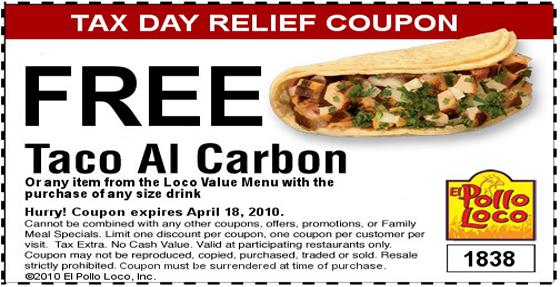 TAX DAY RELIEF COUPON
FREE
Taco Al Carbon
Or any item from the Loco Value Menu with the
purchase of any size drink
Hurry! Coupon expires April 18, 2010.
Cannot be combined with any other coupons, offers, promotions, or Family
Meal Specials. Limit one discount per coupon, one coupon per customer per
visit. Tax Extra. No Cash Value. Valid at participating restaurants only.
Coupon may not be reproduced, copied, purchased, traded or sold. Resale
strictly prohibited. Coupon must be surrendered at time of purchase.
©2010 El Pollo Loco, Inc.
El Pollo
Loco
1838